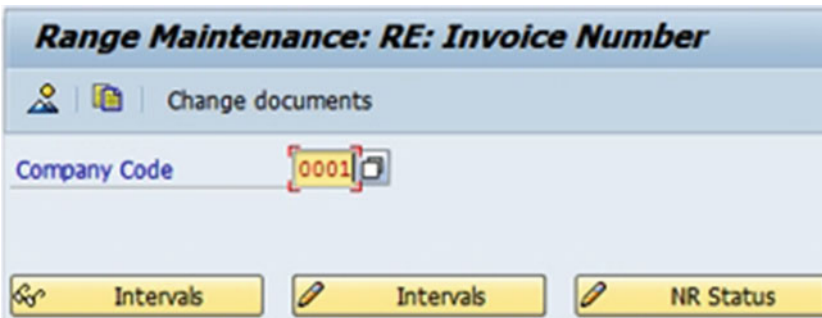 Range Maintenance: RE: Invoice Number
Change documents
Company Code 0001
Intervals Intervals NR Status